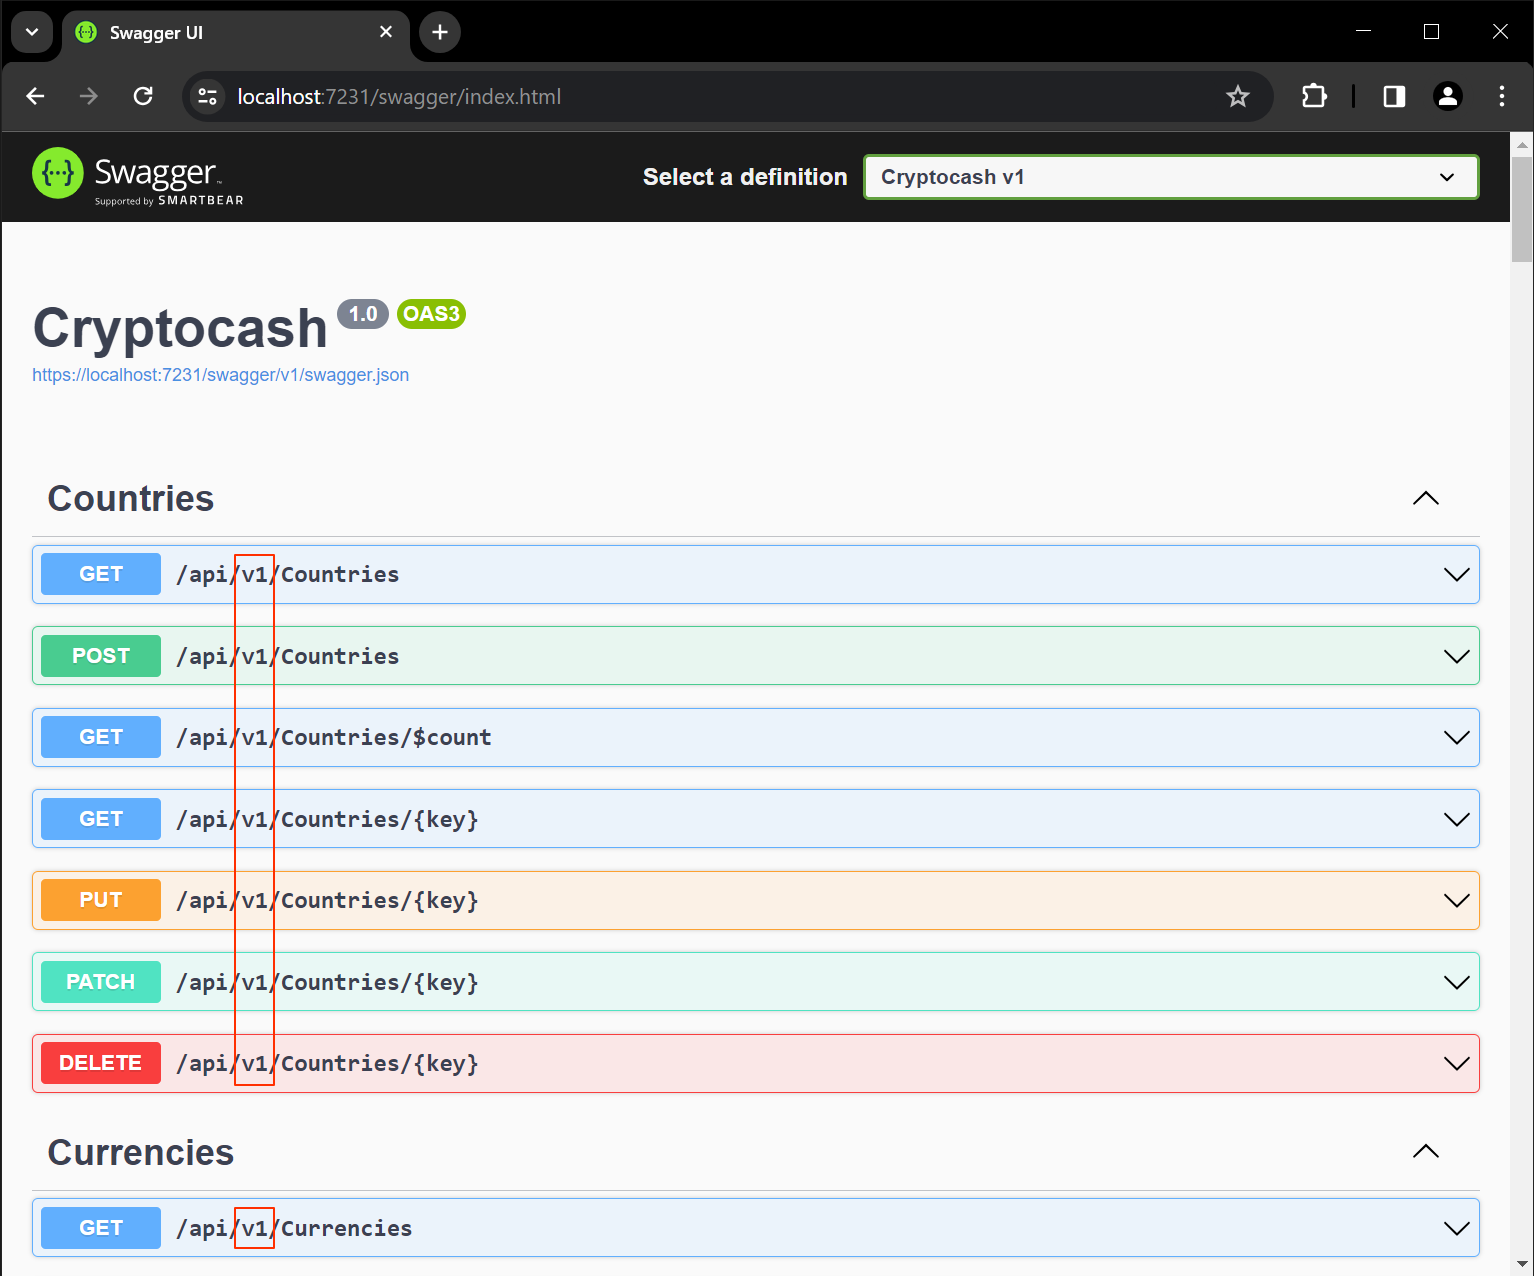 Swagger UI
localhost:7231/swagger/index.html
{···} Swagger™
Supported by SMARTBEAR
Select a definition
Cryptocash v1
Cryptocash 1.0 OAS3
https://localhost:7231/swagger/v1/swagger.json
Countries
GET /api/v1/Countries
POST /api/v1/Countries
GET /api/v1/Countries/$count
GET /api/v1/Countries/{key}
PUT /api/v1/Countries/{key}
PATCH /api/v1/Countries/{key}
DELETE /api/v1/Countries/{key}
Currencies
GET /api/v1/Currencies